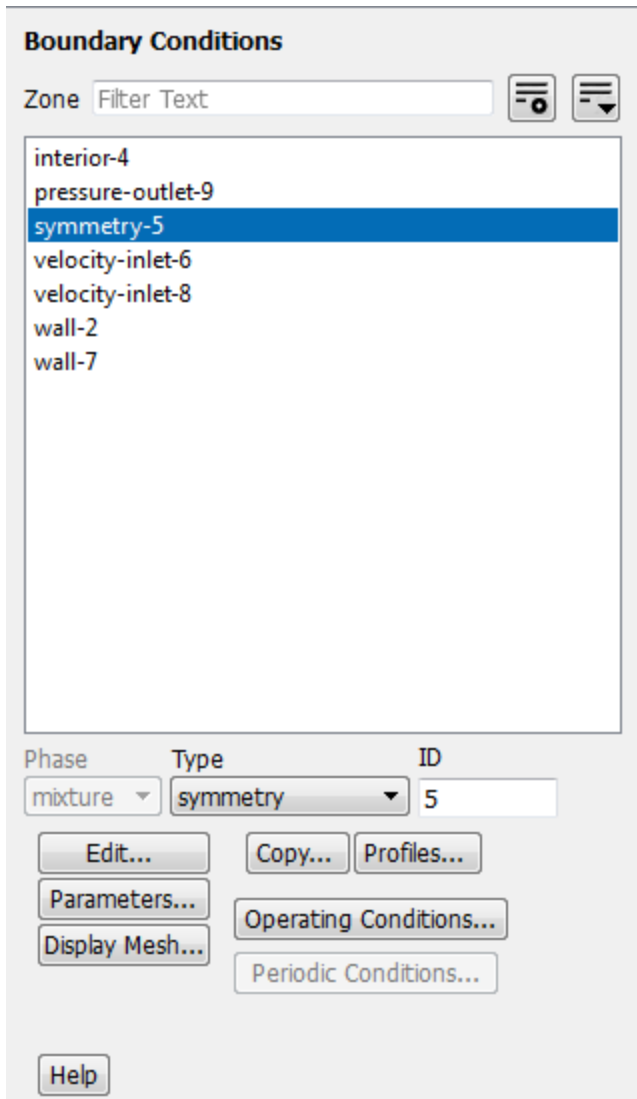 Boundary Conditions
Zone Filter Text
interior-4
pressure-outlet-9
symmetry-5
velocity-inlet-6
velocity-inlet-8
wall-2
wall-7
Phase Type ID
mixture symmetry 5
Edit... Copy... Profiles...
Parameters...
Operating Conditions...
Display Mesh...
Periodic Conditions...
Help